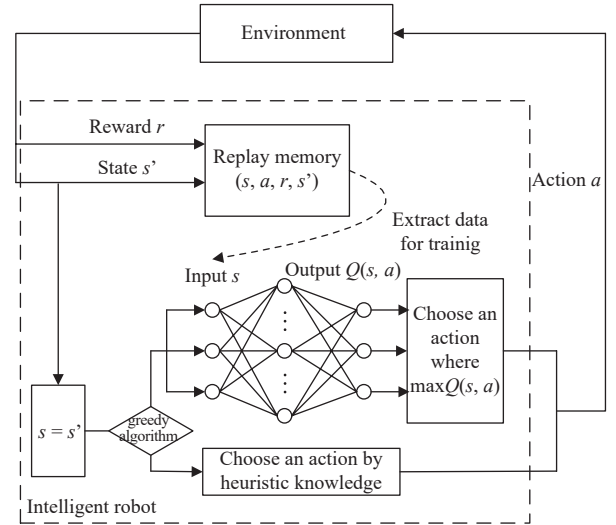 Environment
Reward r
State s’
Replay memory
(s, a, r, s’)
Action a
Extract data
for trainig
Input s
Output Q(s, a)
⋮
⋮
Choose an
action
where
maxQ(s, a)
s = s’
greedy
algorithm
Choose an action by
heuristic knowledge
Intelligent robot